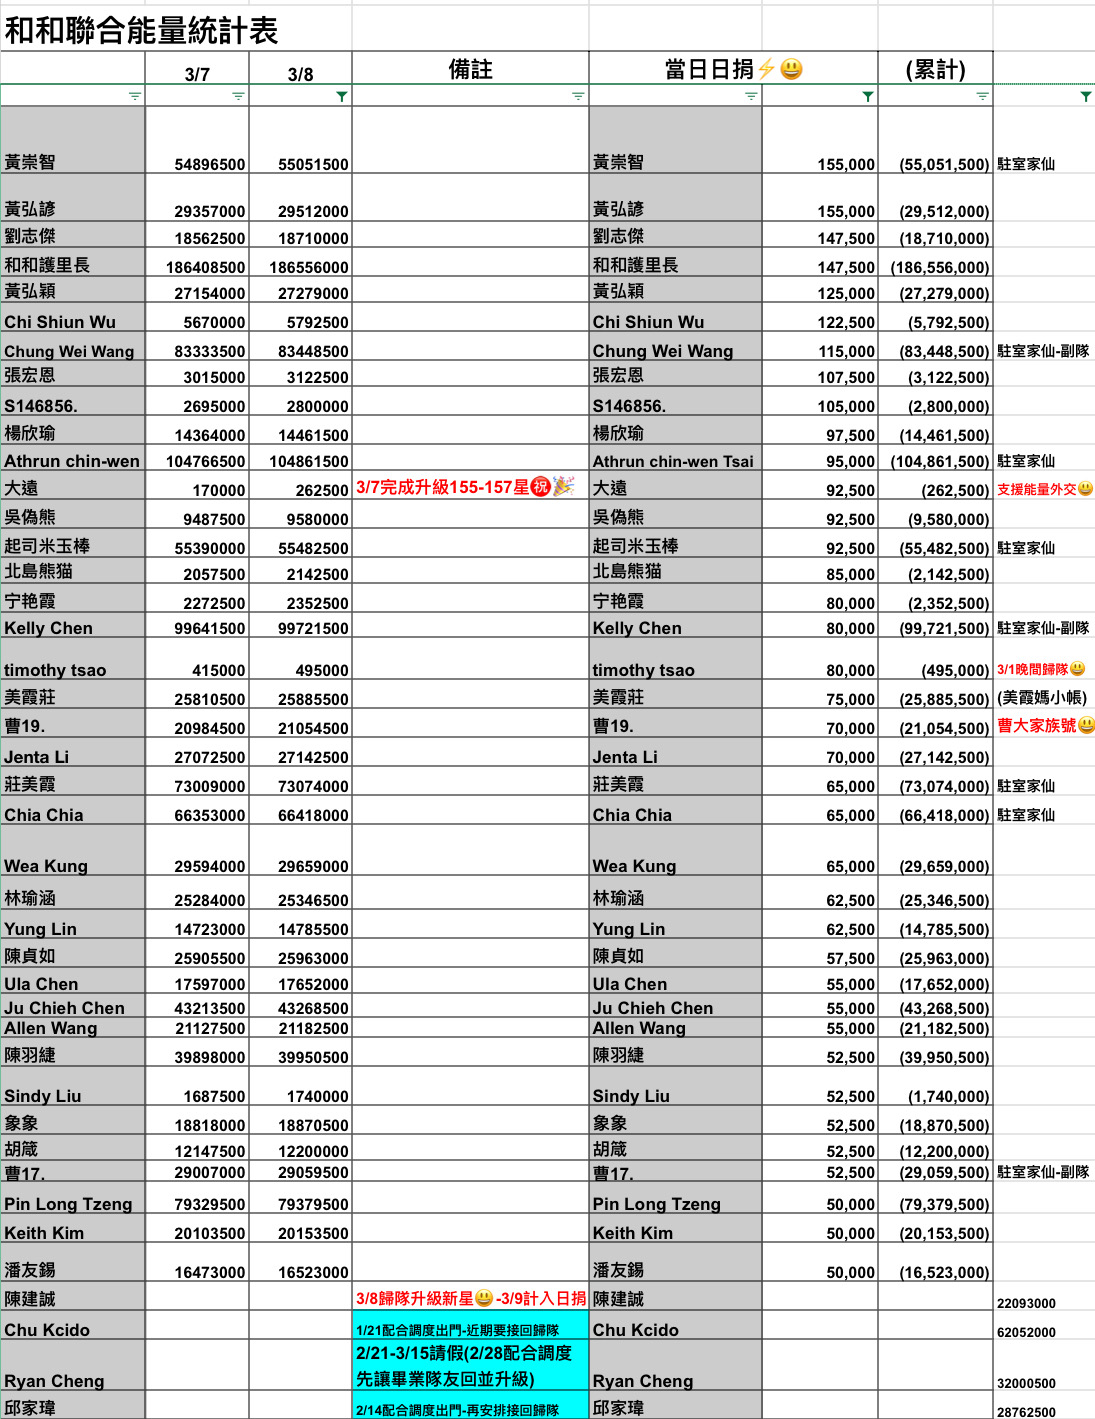 和和聯合能量統計表
3/7 3/8 備註 當日日捐⚡😃 (累計)
黃崇智 54896500 55051500 黃崇智 155,000 (55,051,500) 駐室家仙
黃弘諺 29357000 29512000 黃弘諺 155,000 (29,512,000)
劉志傑 18562500 18710000 劉志傑 147,500 (18,710,000)
和和護里長 186408500 186556000 和和護里長 147,500 (186,556,000)
黃弘穎 27154000 27279000 黃弘穎 125,000 (27,279,000)
Chi Shiun Wu 5670000 5792500 Chi Shiun Wu 122,500 (5,792,500)
Chung Wei Wang 83333500 83448500 Chung Wei Wang 115,000 (83,448,500) 駐室家仙-副隊
張宏恩 3015000 3122500 張宏恩 107,500 (3,122,500)
S146856. 2695000 2800000 S146856. 105,000 (2,800,000)
楊欣瑜 14364000 14461500 楊欣瑜 97,500 (14,461,500)
Athrun chin-wen 104766500 104861500 Athrun chin-wen Tsai 95,000 (104,861,500) 駐室家仙
大遠 170000 262500 3/7完成升級155-157星㊗️🎉 大遠 92,500 (262,500) 支援能量外交😃
吳偽熊 9487500 9580000 吳偽熊 92,500 (9,580,000)
起司米玉棒 55390000 55482500 起司米玉棒 92,500 (55,482,500) 駐室家仙
北島熊猫 2057500 2142500 北島熊猫 85,000 (2,142,500)
宁艳霞 2272500 2352500 宁艳霞 80,000 (2,352,500)
Kelly Chen 99641500 99721500 Kelly Chen 80,000 (99,721,500) 駐室家仙-副隊
timothy tsao 415000 495000 timothy tsao 80,000 (495,000) 3/1晚間歸隊😃
美霞莊 25810500 25885500 美霞莊 75,000 (25,885,500) (美霞媽小帳)
曹19. 20984500 21054500 曹19. 70,000 (21,054,500) 曹大家族號😃
Jenta Li 27072500 27142500 Jenta Li 70,000 (27,142,500)
莊美霞 73009000 73074000 莊美霞 65,000 (73,074,000) 駐室家仙
Chia Chia 66353000 66418000 Chia Chia 65,000 (66,418,000) 駐室家仙
Wea Kung 29594000 29659000 Wea Kung 65,000 (29,659,000)
林瑜涵 25284000 25346500 林瑜涵 62,500 (25,346,500)
Yung Lin 14723000 14785500 Yung Lin 62,500 (14,785,500)
陳貞如 25905500 25963000 陳貞如 57,500 (25,963,000)
Ula Chen 17597000 17652000 Ula Chen 55,000 (17,652,000)
Ju Chieh Chen 43213500 43268500 Ju Chieh Chen 55,000 (43,268,500)
Allen Wang 21127500 21182500 Allen Wang 55,000 (21,182,500)
陳羽緁 39898000 39950500 陳羽緁 52,500 (39,950,500)
Sindy Liu 1687500 1740000 Sindy Liu 52,500 (1,740,000)
象象 18818000 18870500 象象 52,500 (18,870,500)
胡箴 12147500 12200000 胡箴 52,500 (12,200,000)
曹17. 29007000 29059500 曹17. 52,500 (29,059,500) 駐室家仙-副隊
Pin Long Tzeng 79329500 79379500 Pin Long Tzeng 50,000 (79,379,500)
Keith Kim 20103500 20153500 Keith Kim 50,000 (20,153,500)
潘友錫 16473000 16523000 潘友錫 50,000 (16,523,000)
陳建誠 3/8歸隊升級新星😃-3/9計入日捐 陳建誠 22093000
Chu Kcido 1/21配合調度出門-近期要接回歸隊 Chu Kcido 62052000
2/21-3/15請假(2/28配合調度
Ryan Cheng 先讓畢業隊友回並升級) Ryan Cheng 32000500
邱家瑋 2/14配合調度出門-再安排接回歸隊 邱家瑋 28762500